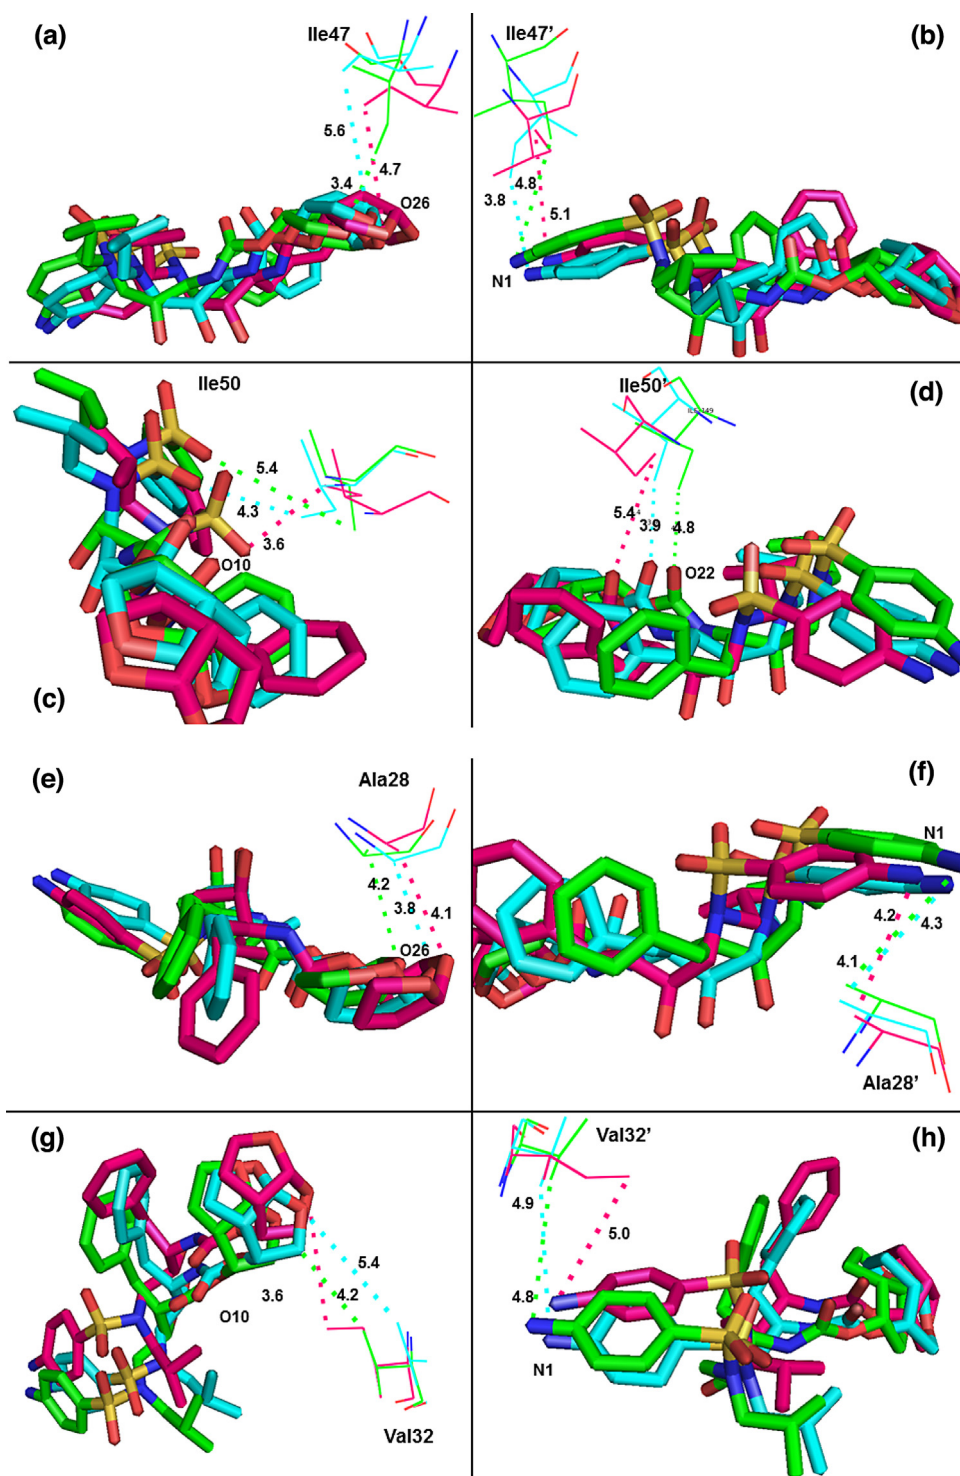 (a)
Ile47
5.6
4.7
3.4
O26
Ile47'
(b)
4.8
3.8
5.1
N1
Ile50
5.4
4.3
3.6
O10
(c)
(d)
Ile50'
5.4
3.9
4.8
O22
(e)
Ala28
4.2
3.8
4.1
O26
(f)
N1
4.2
4.3
4.1
Ala28'
(g)
5.4
3.6
4.2
O10
Val32
(h)
Val32'
4.9
5.0
4.8
N1